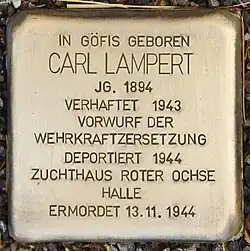 IN GÖFIS GEBOREN
CARL LAMPERT
JG. 1894
VERHAFTET 1943
VORWURF DER
WEHRKRAFTZERSETZUNG
DEPORTIERT 1944
ZUCHTHAUS ROTER OCHSE
HALLE
ERMORDET 13.11.1944